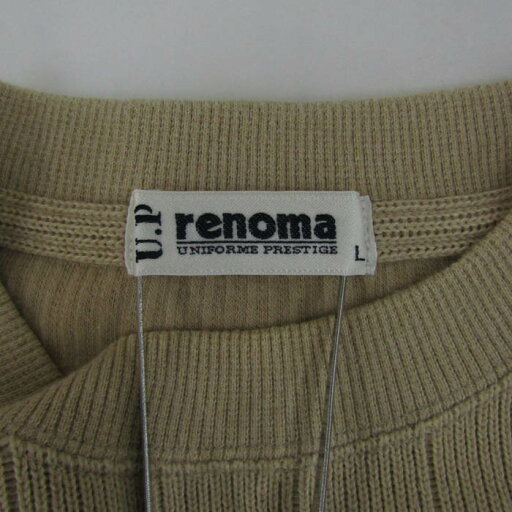 U.P
renoma
UNIFORME PRESTIGE
L